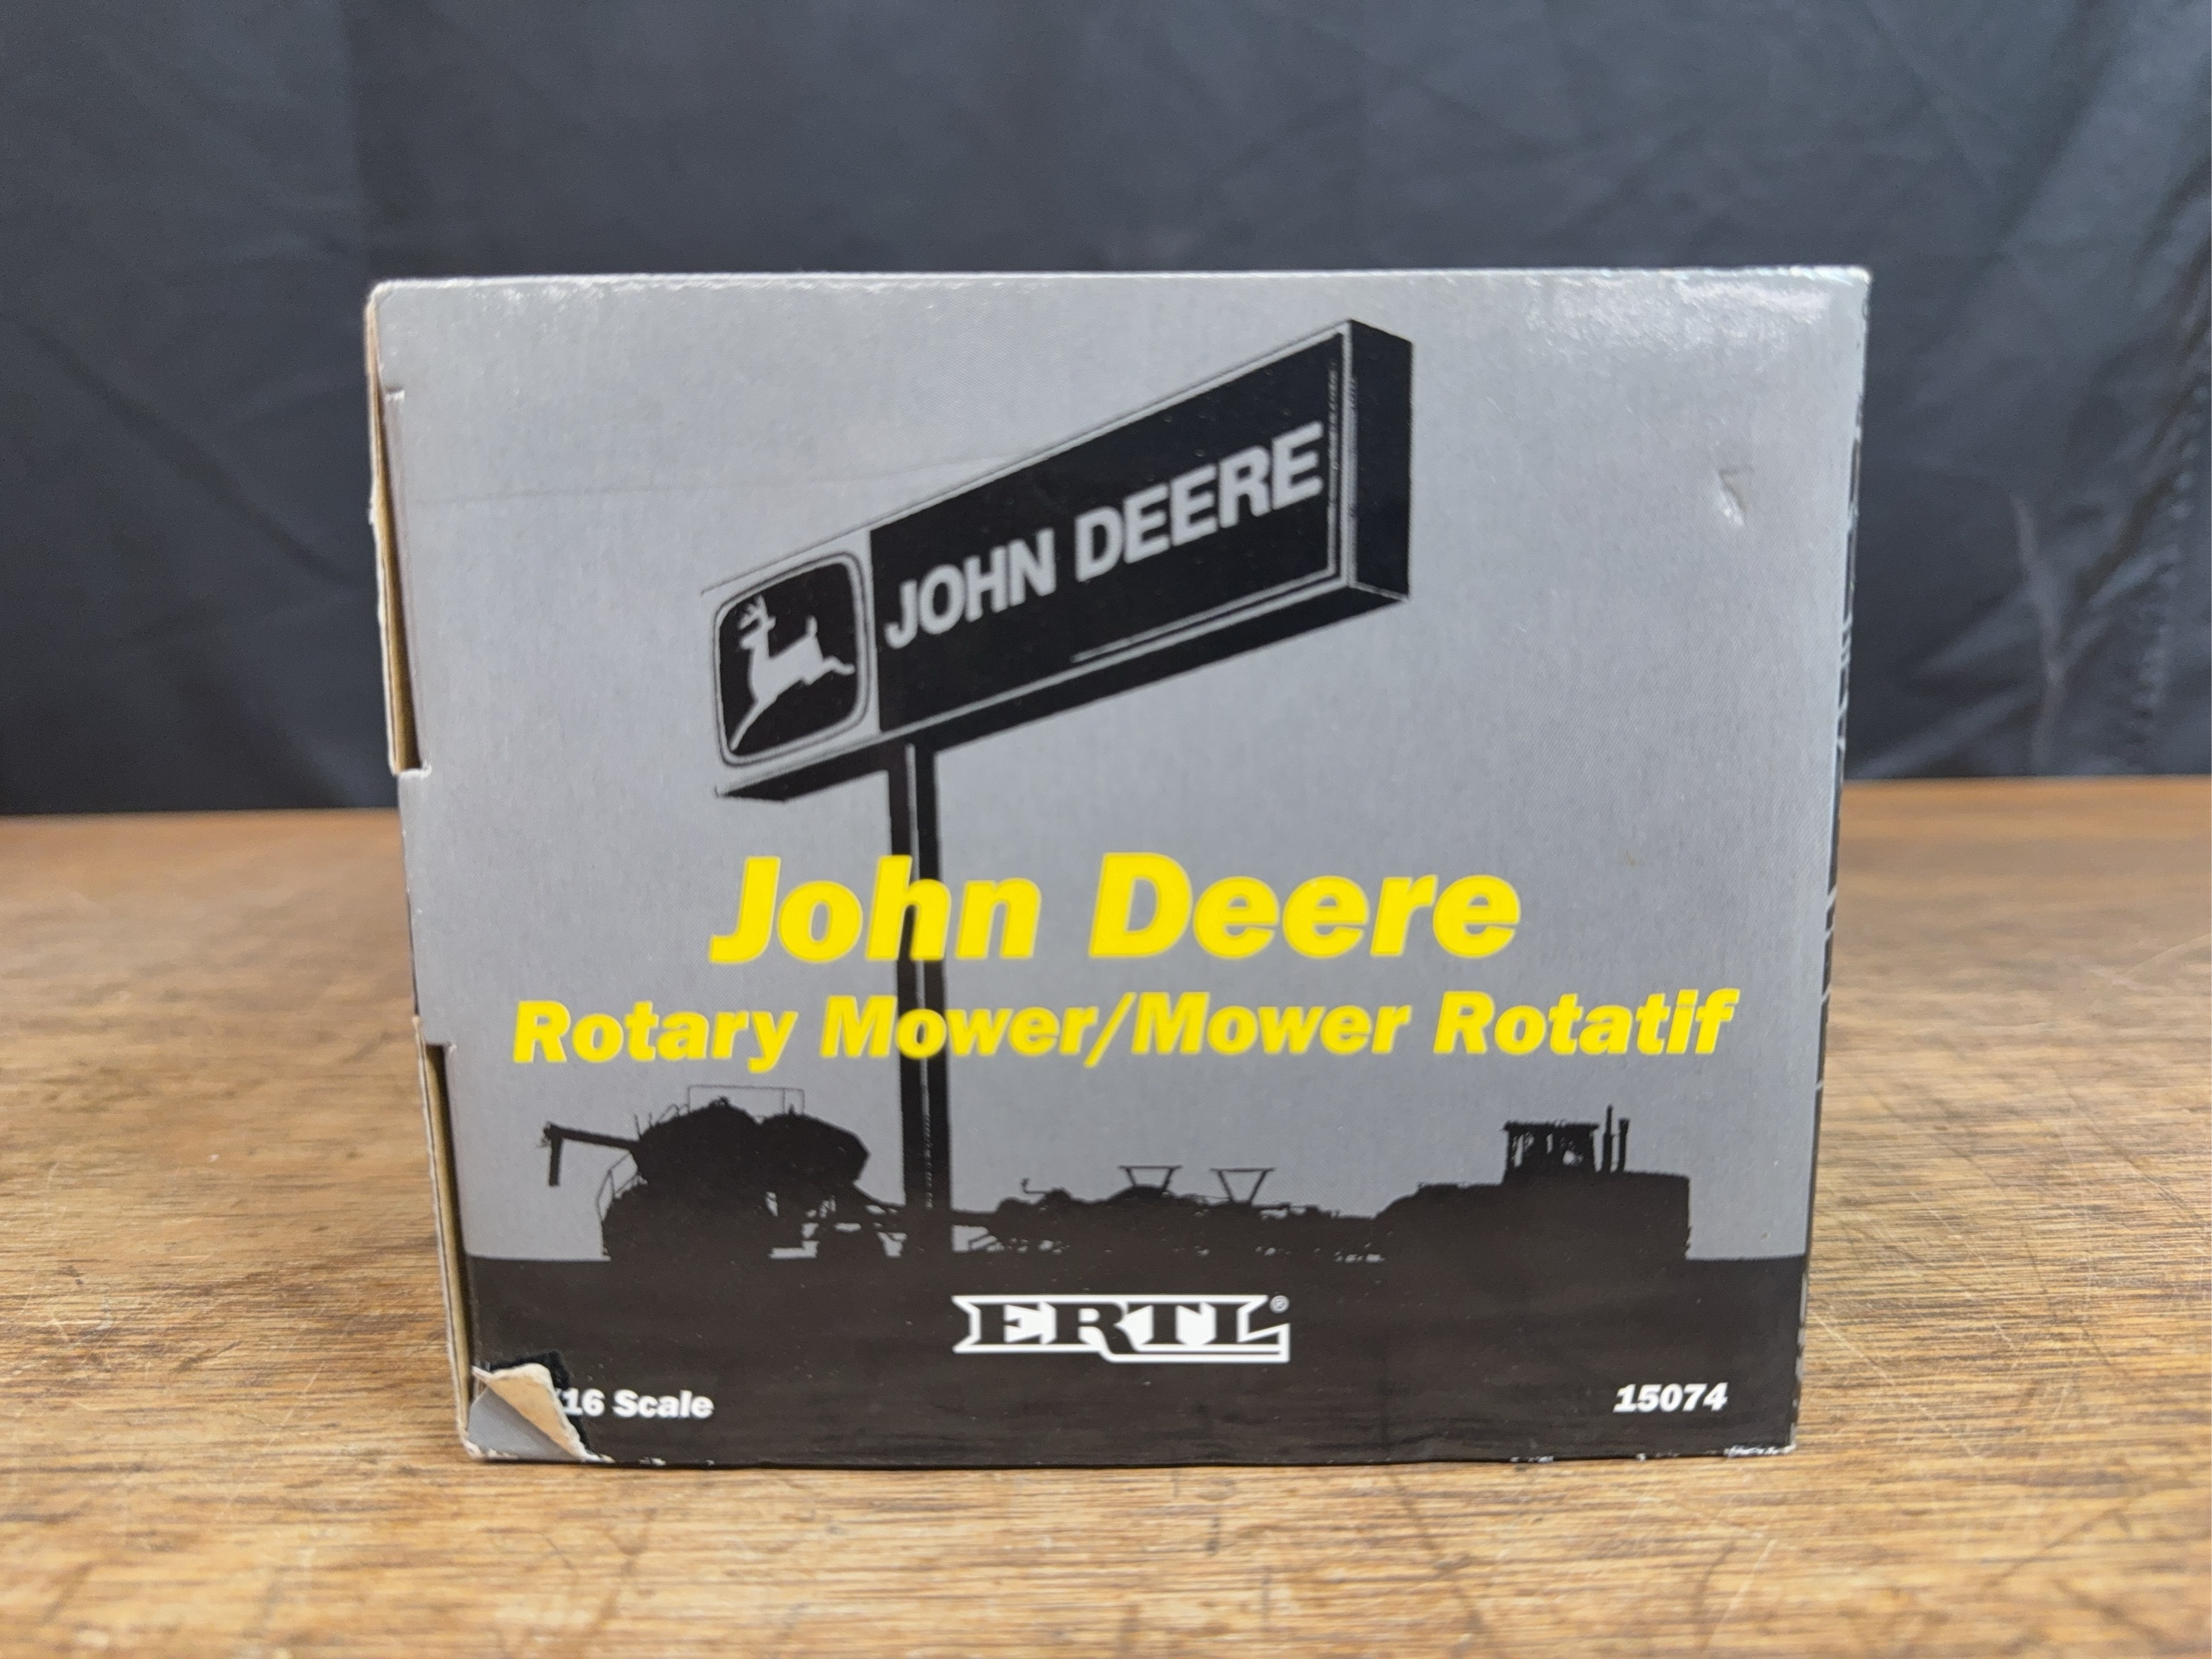 JOHN DEERE
John Deere
Rotary Mower/Mower Rotatif
ERTL®
/16 Scale
15074